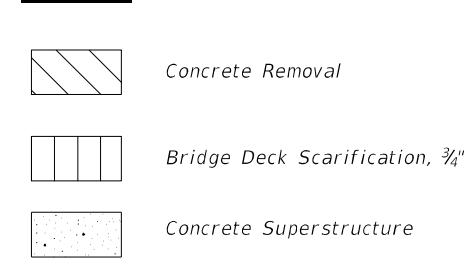 Concrete Removal
Bridge Deck Scarification, ¾"
Concrete Superstructure